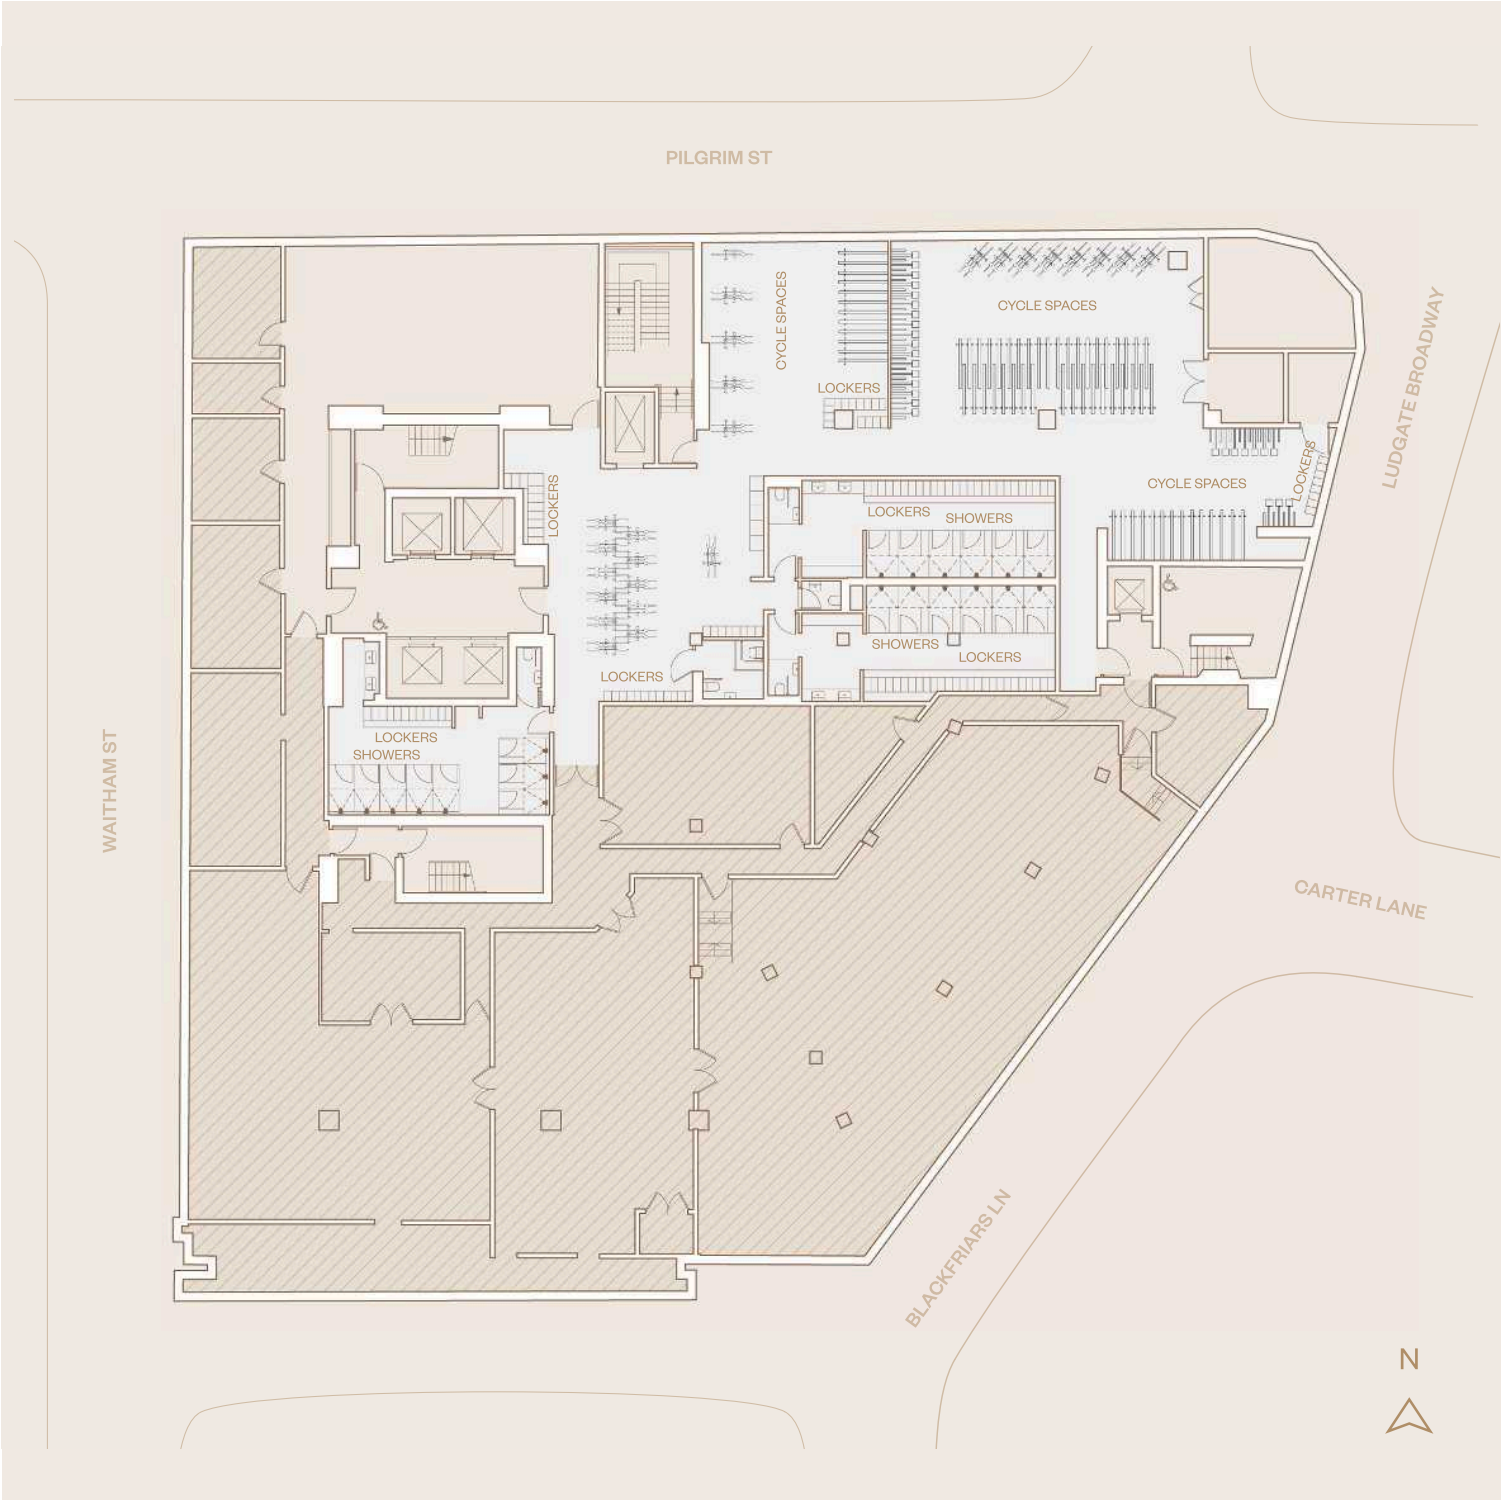 PILGRIM ST
CYCLE SPACES
CYCLE SPACES
LUDGATE BROADWAY
LOCKERS
LOCKERS
CYCLE SPACES
LOCKERS
LOCKERS
SHOWERS
SHOWERS
LOCKERS
LOCKERS
LOCKERS
SHOWERS
WAITHAM ST
CARTER LANE
BLACKFRIARS LN
N